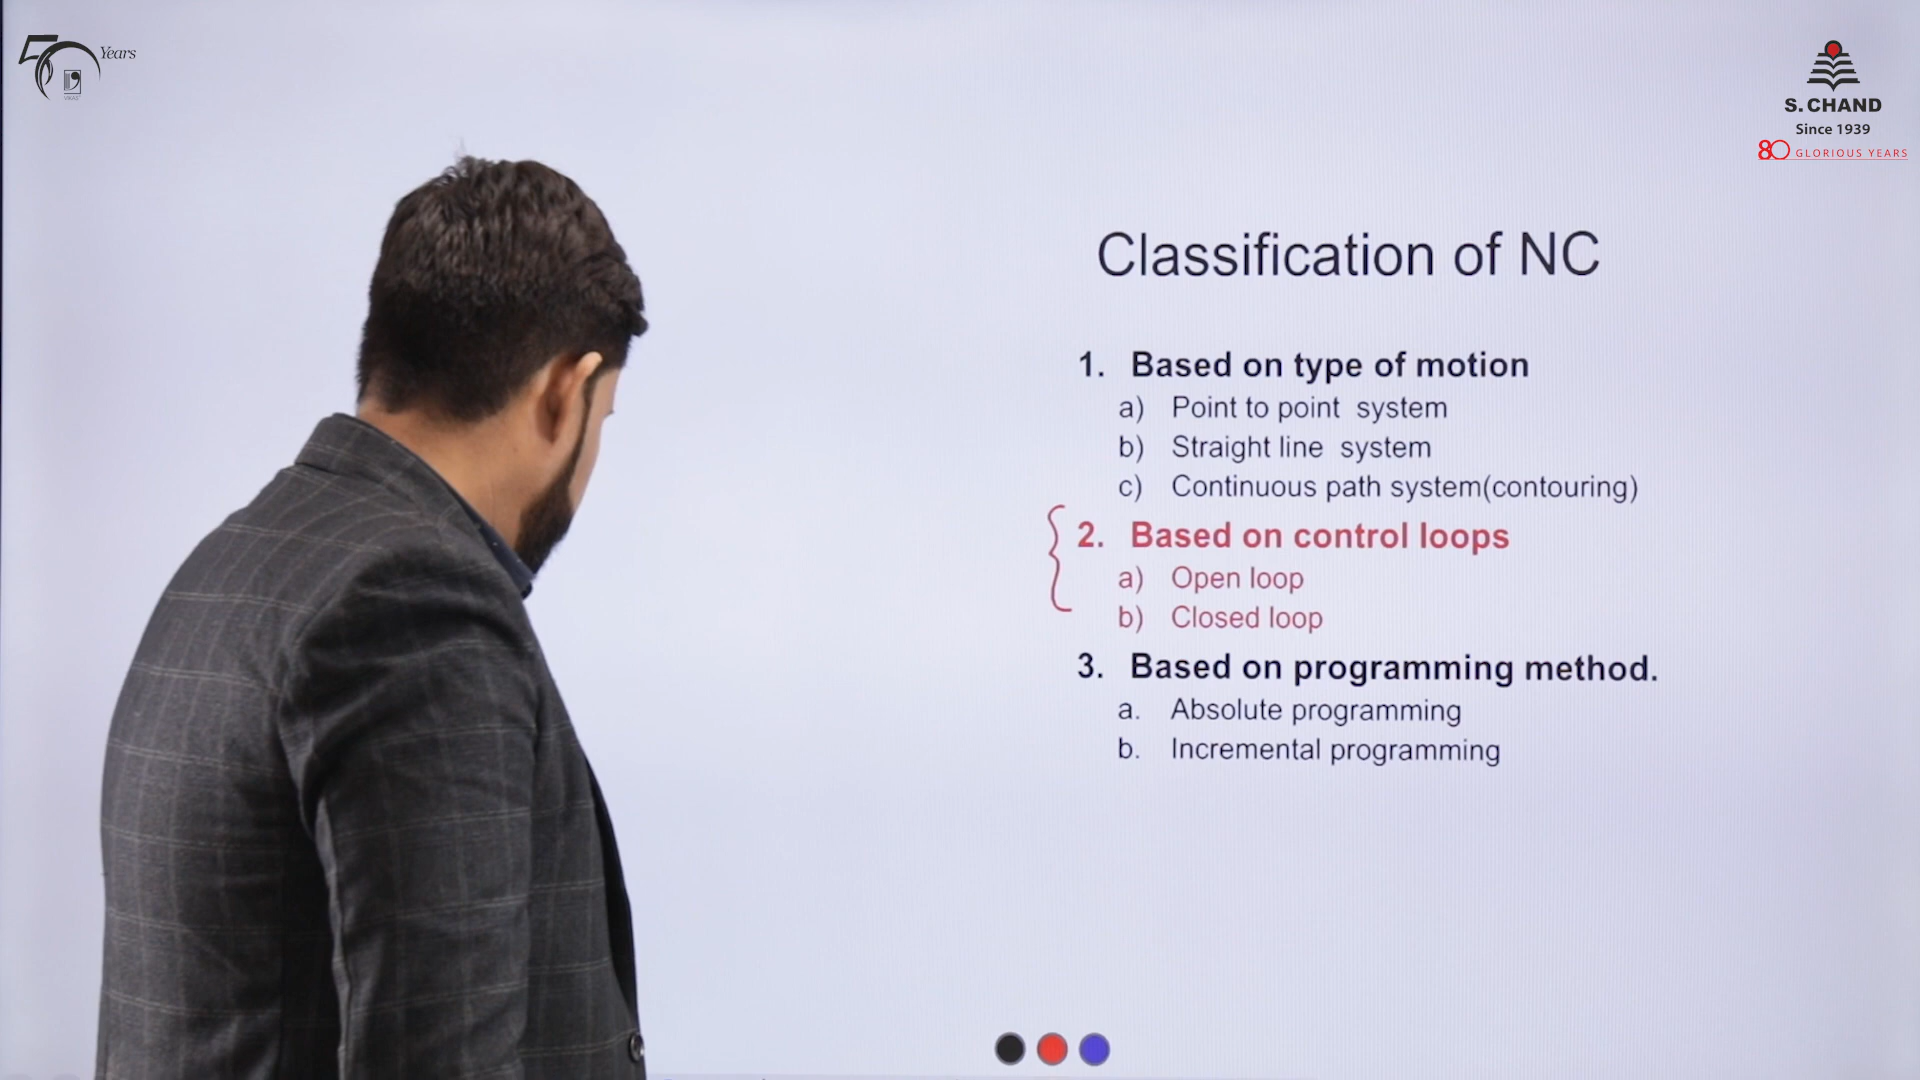 50 Years
VIKAS
S. CHAND
Since 1939
80 GLORIOUS YEARS
Classification of NC
1. Based on type of motion
a) Point to point system
b) Straight line system
c) Continuous path system(contouring)
2. Based on control loops
a) Open loop
b) Closed loop
3. Based on programming method.
a. Absolute programming
b. Incremental programming